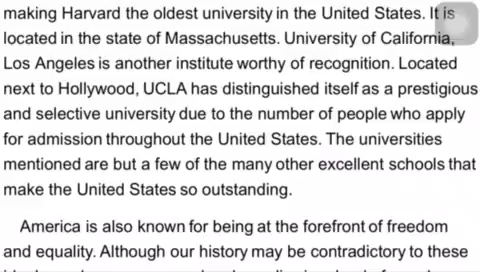 making Harvard the oldest university in the United States. It is
located in the state of Massachusetts. University of California,
Los Angeles is another institute worthy of recognition. Located
next to Hollywood, UCLA has distinguished itself as a prestigious
and selective university due to the number of people who apply
for admission throughout the United States. The universities
mentioned are but a few of the many other excellent schools that
make the United States so outstanding.
America is also known for being at the forefront of freedom
and equality. Although our history may be contradictory to these